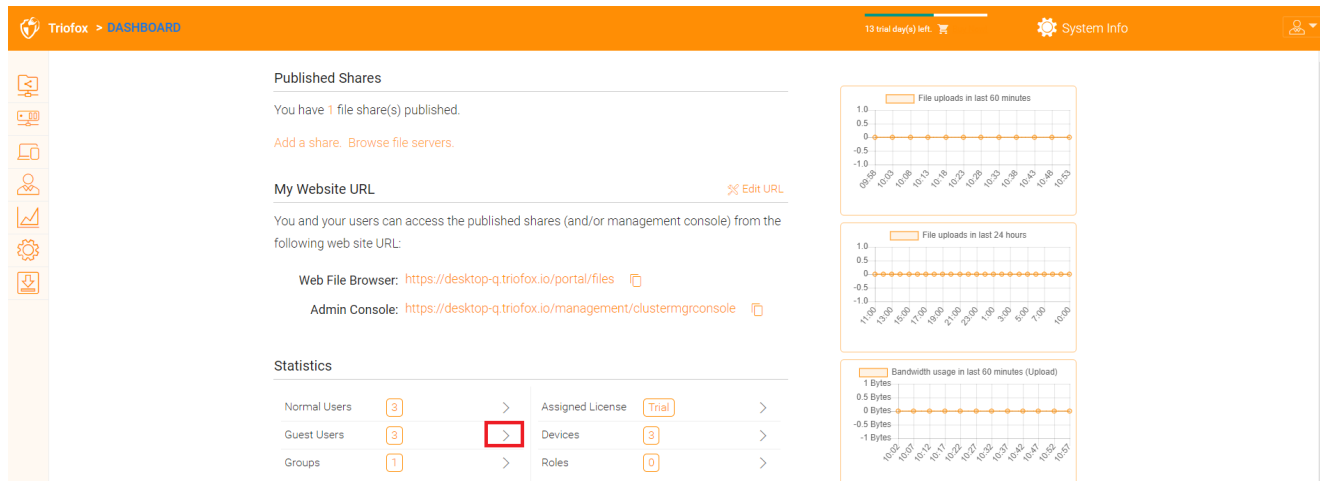 Triofox > DASHBOARD
13 trial day(s) left.
System Info
Published Shares
You have 1 file share(s) published.
Add a share. Browse file servers.
My Website URL
Edit URL
You and your users can access the published shares (and/or management console) from the
following web site URL:
Web File Browser: https://desktop-q.triofox.io/portal/files
Admin Console: https://desktop-q.triofox.io/management/clustermgrconsole
Statistics
Normal Users 3 Assigned License Trial
Guest Users 3 Devices 3
Groups 1 Roles 0
File uploads in last 60 minutes
1.0
0.5
0
-0.5
-1.0
09:58 10:03 10:08 10:13 10:18 10:23 10:28 10:33 10:38 10:43 10:48 10:53
File uploads in last 24 hours
1.0
0.5
0
-0.5
-1.0
11:00 13:00 15:00 17:00 19:00 21:00 23:00 1:00 3:00 5:00 7:00 10:00
Bandwidth usage in last 60 minutes (Upload)
1 Bytes
0.5 Bytes
0 Bytes
-0.5 Bytes
-1 Bytes
10:02 10:07 10:12 10:17 10:22 10:27 10:32 10:37 10:42 10:47 10:52 10:57